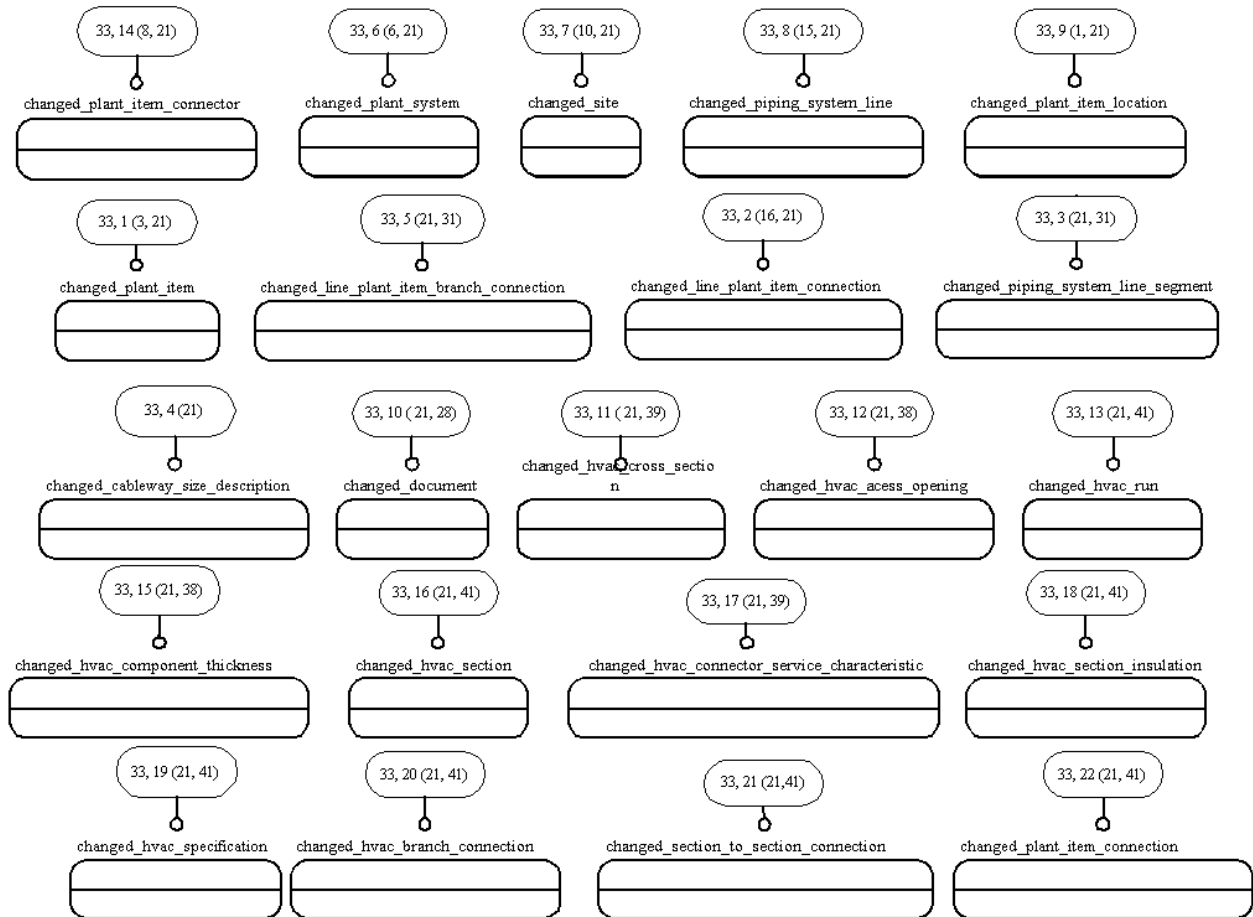 33, 14 (8, 21)
33, 6 (6, 21)
33, 7 (10, 21)
33, 8 (15, 21)
33, 9 (1, 21)
changed_plant_item_connector
changed_plant_system
changed_site
changed_piping_system_line
changed_plant_item_location
33, 1 (3, 21)
33, 5 (21, 31)
33, 2 (16, 21)
33, 3 (21, 31)
changed_plant_item
changed_line_plant_item_branch_connection
changed_line_plant_item_connection
changed_piping_system_line_segment
33, 4 (21)
33, 10 ( 21, 28)
33, 11 ( 21, 39)
33, 12 (21, 38)
33, 13 (21, 41)
changed_cableway_size_description
changed_document
changed_hvac_cross_sectio
n
changed_hvac_acess_opening
changed_hvac_run
33, 15 (21, 38)
33, 16 (21, 41)
33, 17 (21, 39)
33, 18 (21, 41)
changed_hvac_component_thickness
changed_hvac_section
changed_hvac_connector_service_characteristic
changed_hvac_section_insulation
33, 19 (21, 41)
33, 20 (21, 41)
33, 21 (21,41)
33, 22 (21, 41)
changed_hvac_specification
changed_hvac_branch_connection
changed_section_to_section_connection
changed_plant_item_connection